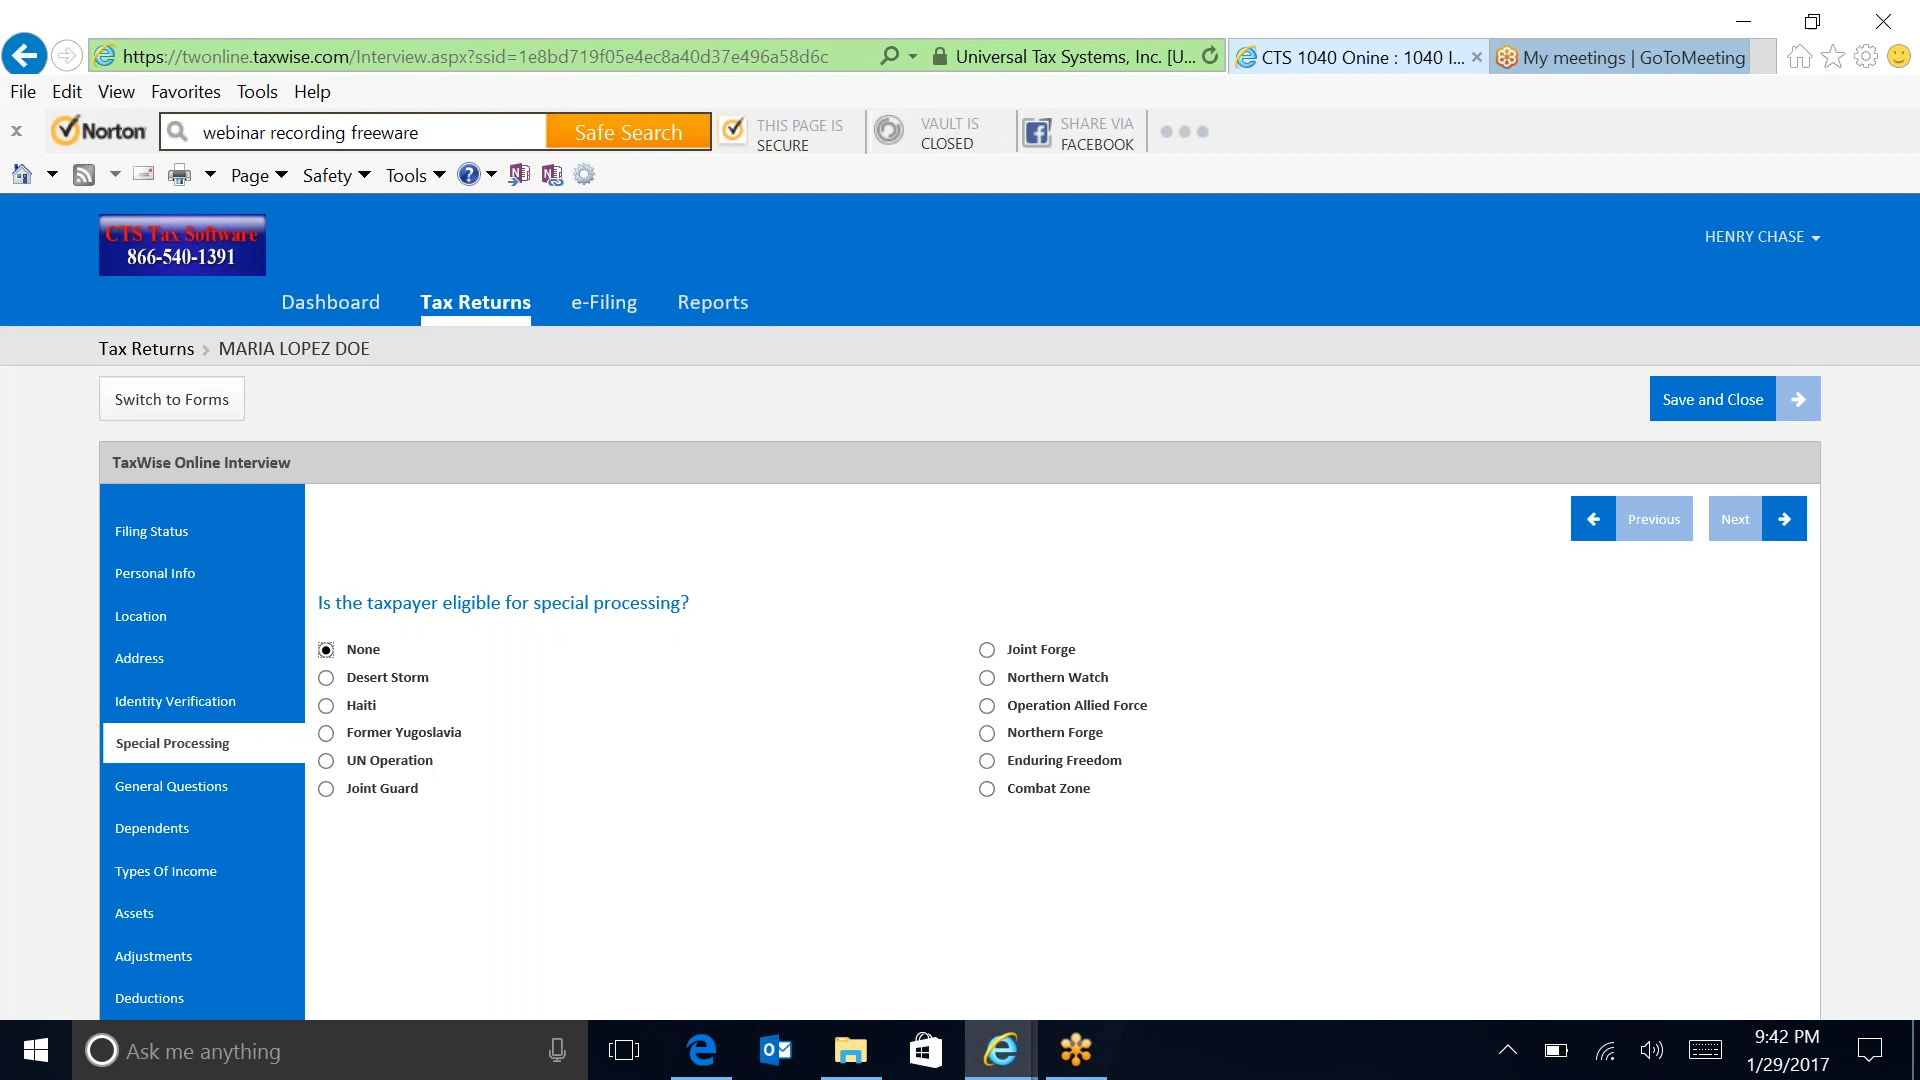 https://twonline.taxwise.com/Interview.aspx?ssid=1e8bd719f05e4ec8a40d37e496a58d6c
Universal Tax Systems, Inc. [U...
CTS 1040 Onine : 1040 I...
My meetings | GoToMeeting
File Edit View Favorites Tools Help
x
Norton
webinar recording freeware
Safe Search
THIS PAGE IS
SECURE
VAULT IS
CLOSED
SHARE VIA
FACEBOOK
Page Safety Tools
CTS Tax Software
866-540-1391
HENRY CHASE
Dashboard Tax Returns e-Filing Reports
Tax Returns > MARIA LOPEZ DOE
Switch to Forms
Save and Close
TaxWise Online Interview
Previous
Next
Filing Status
Personal Info
Location
Address
Identity Verification
Special Processing
General Questions
Dependents
Types Of Income
Assets
Adjustments
Deductions
Is the taxpayer eligible for special processing?
None
Desert Storm
Haiti
Former Yugoslavia
UN Operation
Joint Guard
Joint Forge
Northern Watch
Operation Allied Force
Northern Forge
Enduring Freedom
Combat Zone
Ask me anything
9:42 PM
1/29/2017